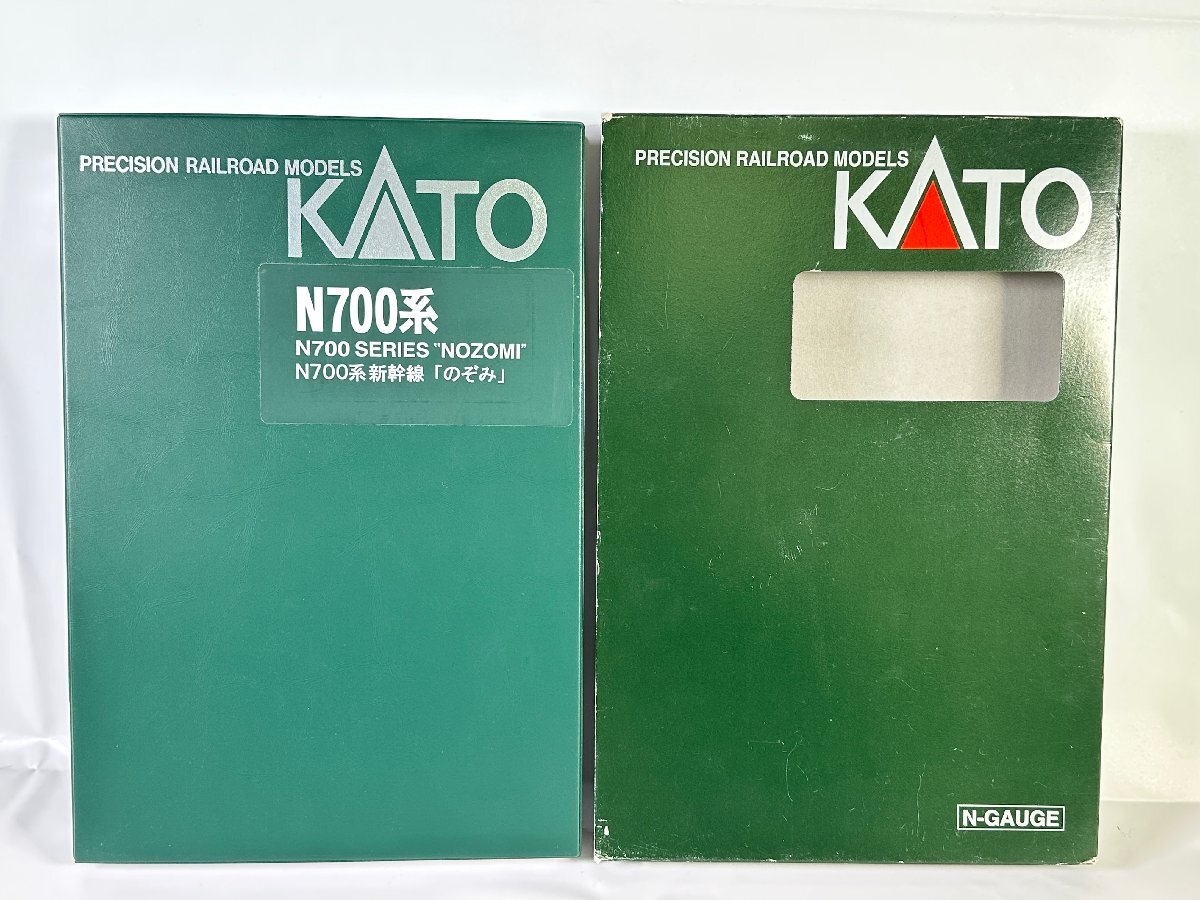 PRECISION RAILROAD MODELS
KATO
N700系
N700 SERIES "NOZOMI"
N700系新幹線「のぞみ」
PRECISION RAILROAD MODELS
KATO
N-GAUGE